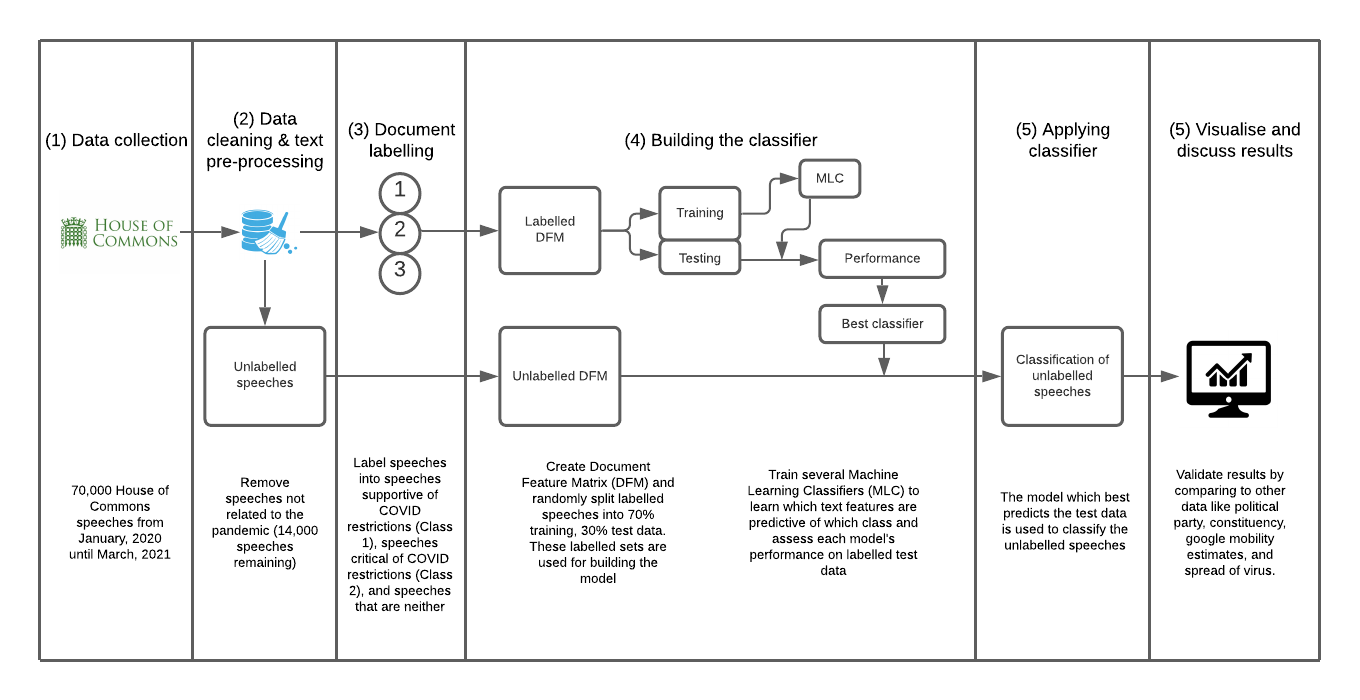 (1) Data collection
(2) Data
cleaning & text
pre-processing
(3) Document
labelling
(4) Building the classifier
(5) Applying
classifier
(5) Visualise and
discuss results
HOUSE OF
COMMONS
1
2
3
Labelled
DFM
Training
Testing
MLC
Performance
Best classifier
Unlabelled
speeches
Unlabelled DFM
Classification of
unlabelled
speeches
70,000 House of
Commons
speeches from
January, 2020
until March, 2021
Remove
speeches not
related to the
pandemic (14,000
speeches
remaining)
Label speeches
into speeches
supportive of
COVID
restrictions (Class
1), speeches
critical of COVID
restrictions (Class
2), and speeches
that are neither
Create Document
Feature Matrix (DFM) and
randomly split labelled
speeches into 70%
training, 30% test data.
These labelled sets are
used for building the
model
Train several Machine
Learning Classifiers (MLC) to
learn which text features are
predictive of which class and
assess each model's
performance on labelled test
data
The model which best
predicts the test data
is used to classify the
unlabelled speeches
Validate results by
comparing to other
data like political
party, constituency,
google mobility
estimates, and
spread of virus.